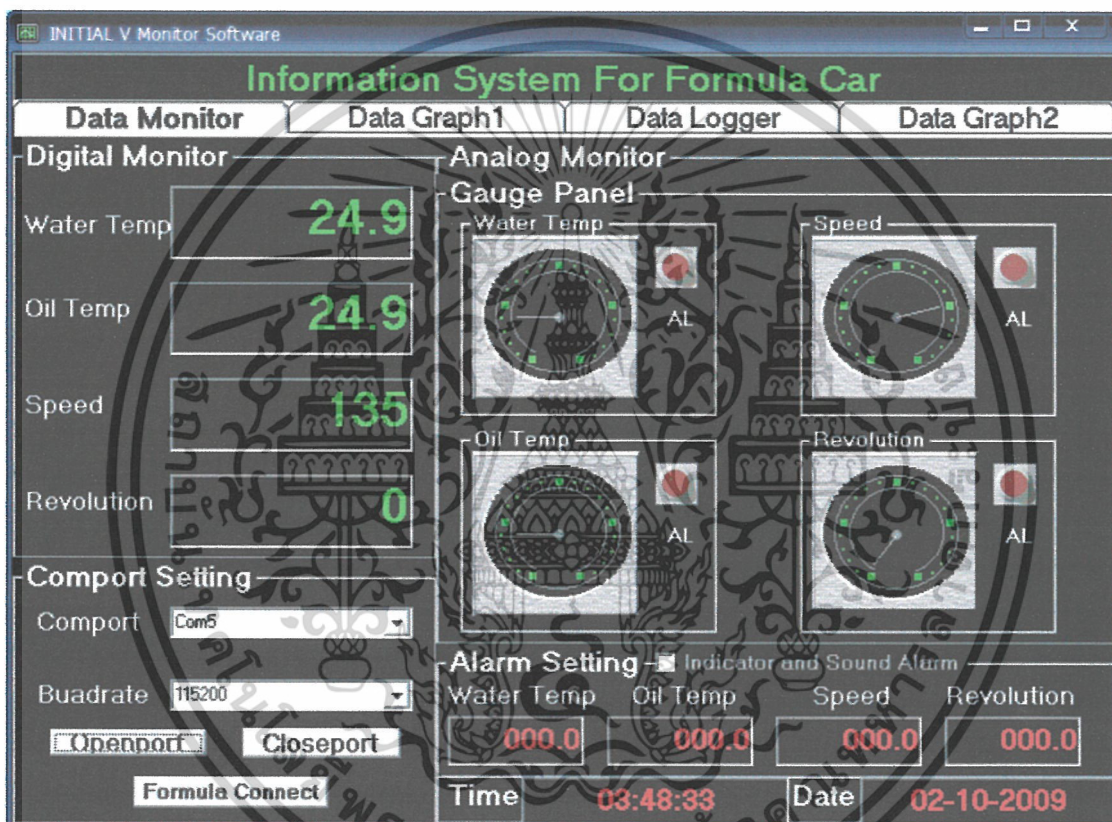 INITIAL V Monitor Software
Information System For Formula Car
Data Monitor Data Graph1 Data Logger Data Graph2
Digital Monitor
Water Temp 24.9
Oil Temp 24.9
Speed 135
Revolution 0
Comport Setting
Comport Com5
Buadrate 115200
Openport Closeport
Formula Connect
Analog Monitor
Gauge Panel
Water Temp
AL
Speed
AL
Oil Temp
AL
Revolution
AL
Alarm Setting Indicator and Sound Alarm
Water Temp Oil Temp Speed Revolution
000.0 000.0 000.0 000.0
Time 03:48:33 Date 02-10-2009